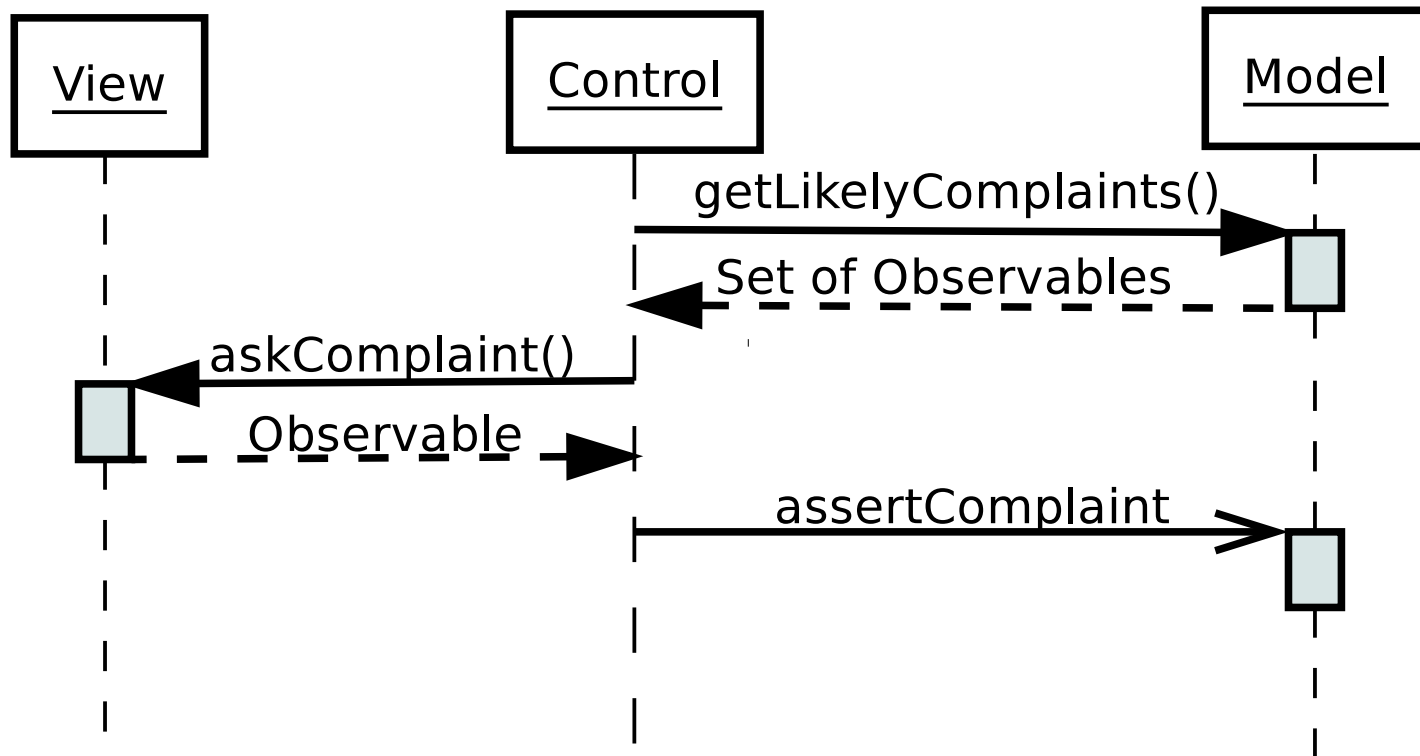 View
Control
Model
getLikelyComplaints()
Set of Observables
askComplaint()
Observable
assertComplaint